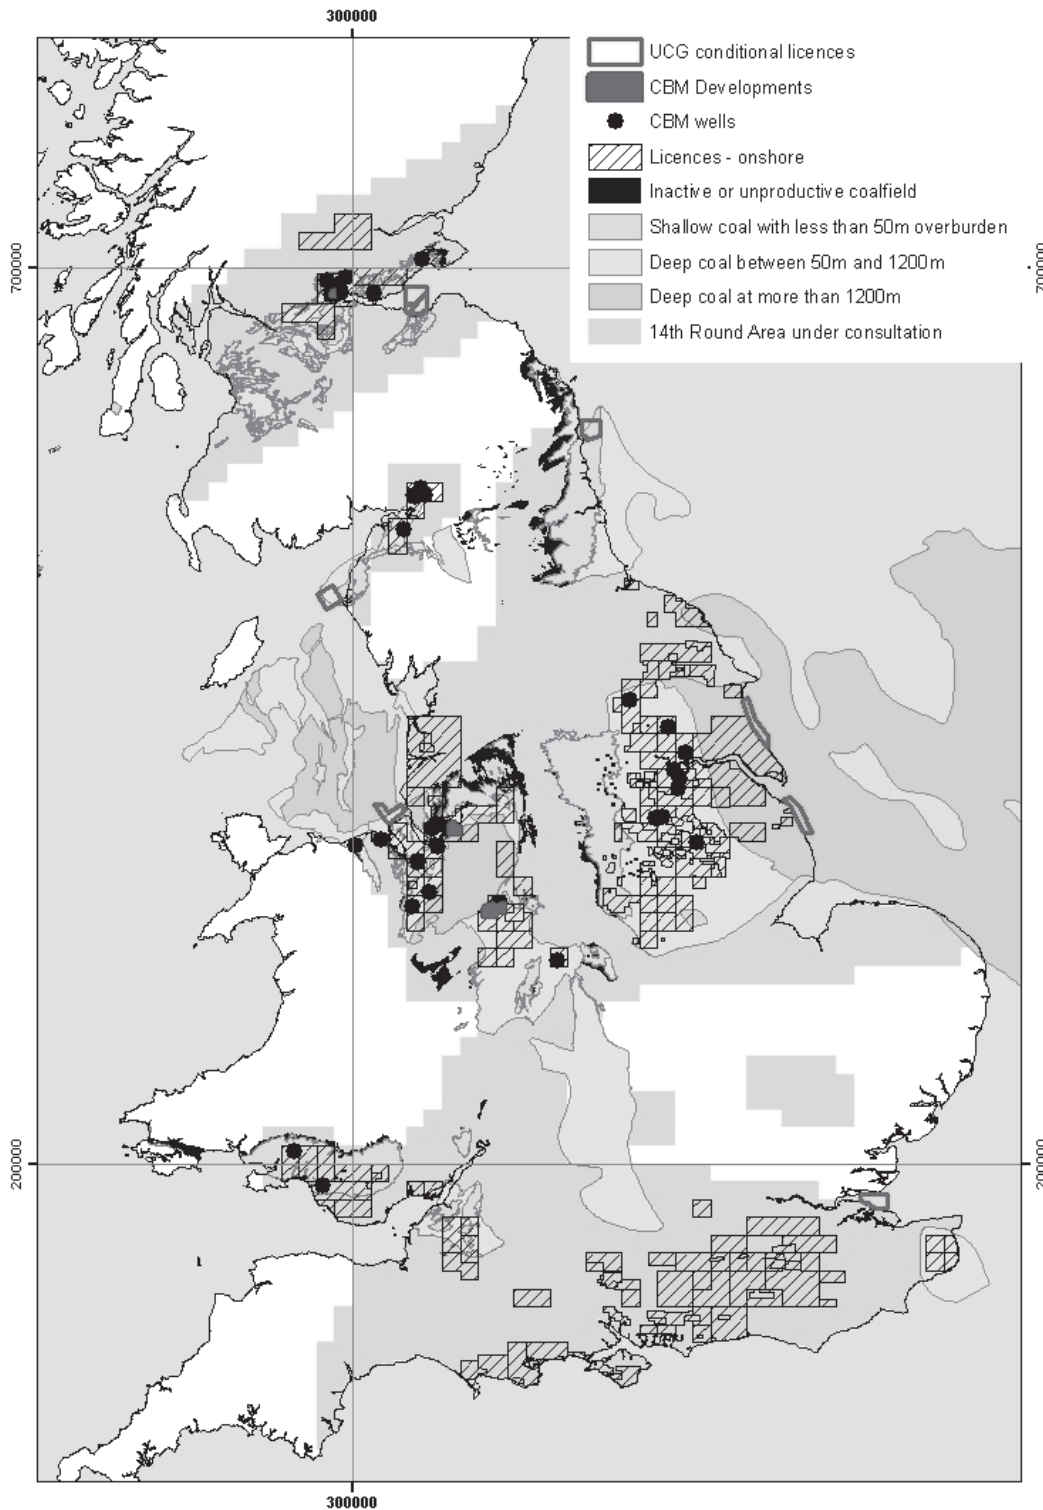 300000
UCG conditional licences
CBM Developments
CBM wells
Licences - onshore
Inactive or unproductive coalfield
Shallow coal with less than 50m overburden
Deep coal between 50m and 1200m
Deep coal at more than 1200m
14th Round Area under consultation
700000
200000
200000
300000